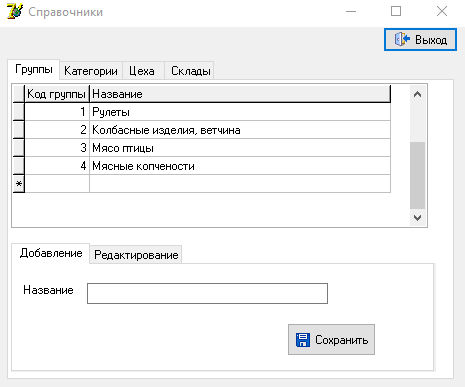 Справочники
Выход
Группы Категории Цеха Склады
Код группы Название
1 Рулеты
2 Колбасные изделия, ветчина
3 Мясо птицы
4 Мясные копчености
*
Добавление Редактирование
Название
Сохранить